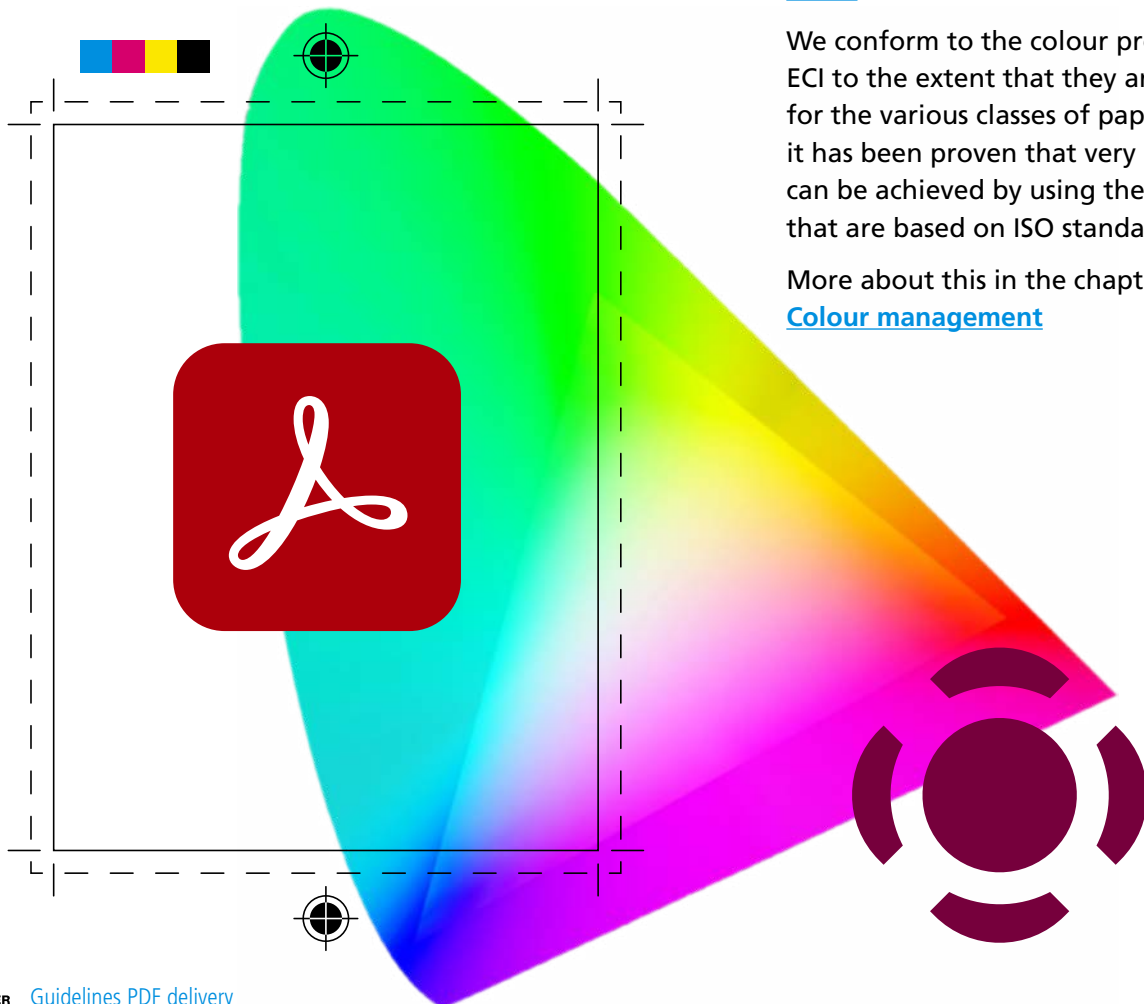 We conform to the colour pr
ECI to the extent that they ar
for the various classes of pap
it has been proven that very
can be achieved by using the
that are based on ISO standa
More about this in the chapt
Colour management
ER Guidelines PDF delivery